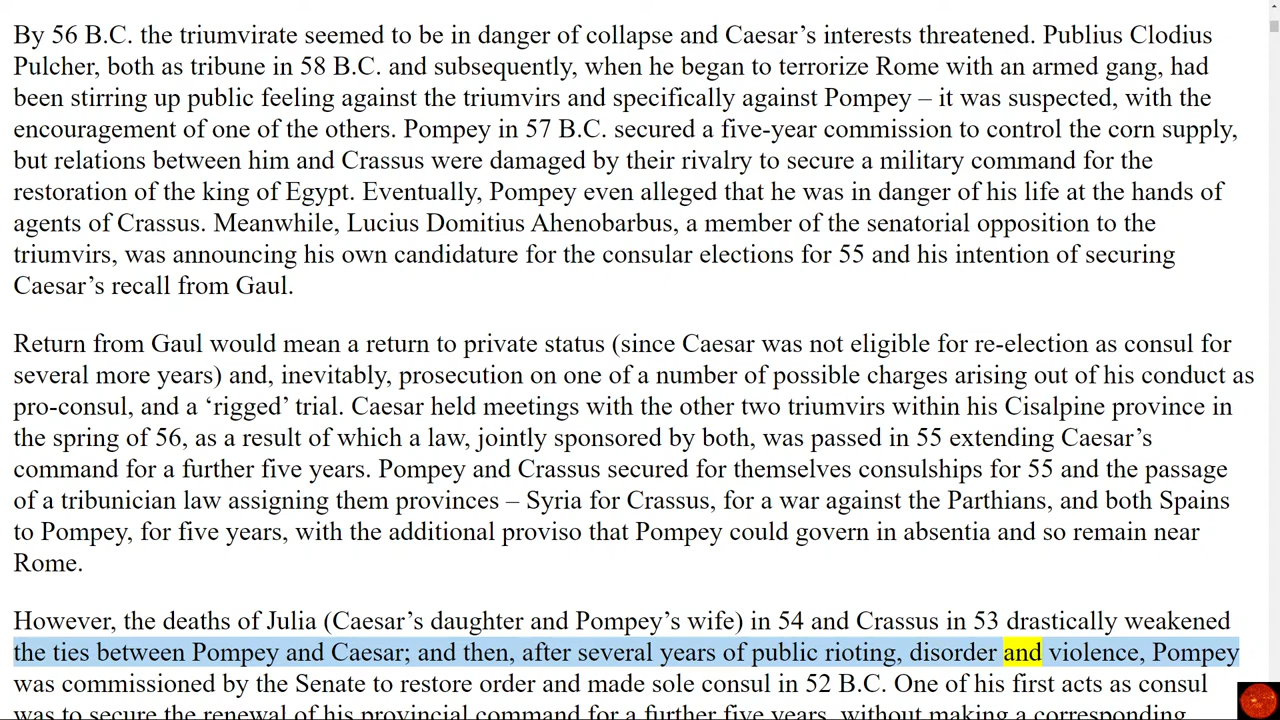 By 56 B.C. the triumvirate seemed to be in danger of collapse and Caesar’s interests threatened. Publius Clodius
Pulcher, both as tribune in 58 B.C. and subsequently, when he began to terrorize Rome with an armed gang, had
been stirring up public feeling against the triumvirs and specifically against Pompey – it was suspected, with the
encouragement of one of the others. Pompey in 57 B.C. secured a five-year commission to control the corn supply,
but relations between him and Crassus were damaged by their rivalry to secure a military command for the
restoration of the king of Egypt. Eventually, Pompey even alleged that he was in danger of his life at the hands of
agents of Crassus. Meanwhile, Lucius Domitius Ahenobarbus, a member of the senatorial opposition to the
triumvirs, was announcing his own candidature for the consular elections for 55 and his intention of securing
Caesar’s recall from Gaul.
Return from Gaul would mean a return to private status (since Caesar was not eligible for re-election as consul for
several more years) and, inevitably, prosecution on one of a number of possible charges arising out of his conduct as
pro-consul, and a ‘rigged’ trial. Caesar held meetings with the other two triumvirs within his Cisalpine province in
the spring of 56, as a result of which a law, jointly sponsored by both, was passed in 55 extending Caesar’s
command for a further five years. Pompey and Crassus secured for themselves consulships for 55 and the passage
of a tribunician law assigning them provinces – Syria for Crassus, for a war against the Parthians, and both Spains
to Pompey, for five years, with the additional proviso that Pompey could govern in absentia and so remain near
Rome.
However, the deaths of Julia (Caesar’s daughter and Pompey’s wife) in 54 and Crassus in 53 drastically weakened
the ties between Pompey and Caesar; and then, after several years of public rioting, disorder and violence, Pompey
was commissioned by the Senate to restore order and made sole consul in 52 B.C. One of his first acts as consul
was to secure the renewal of his provincial command for a further five years, without making a corresponding